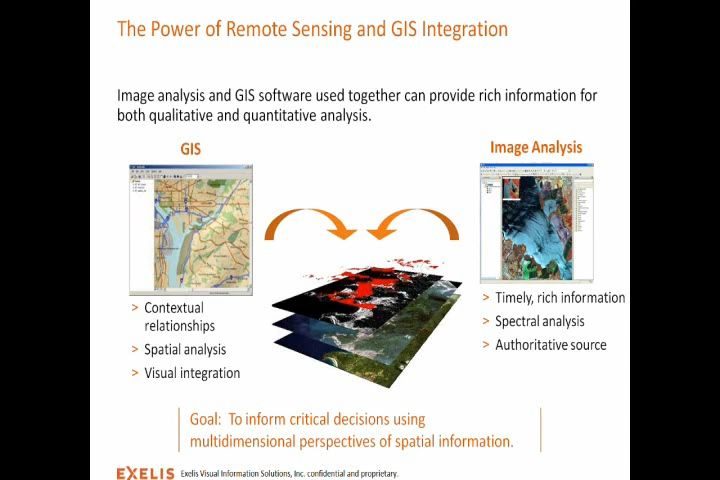 The Power of Remote Sensing and GIS Integration
Image analysis and GIS software used together can provide rich information for
both qualitative and quantitative analysis.
GIS
Image Analysis
> Contextual
relationships
> Spatial analysis
> Visual integration
> Timely, rich information
> Spectral analysis
> Authoritative source
Goal: To inform critical decisions using
multidimensional perspectives of spatial information.
EXELIS Exelis Visual Information Solutions, Inc. confidential and proprietary.